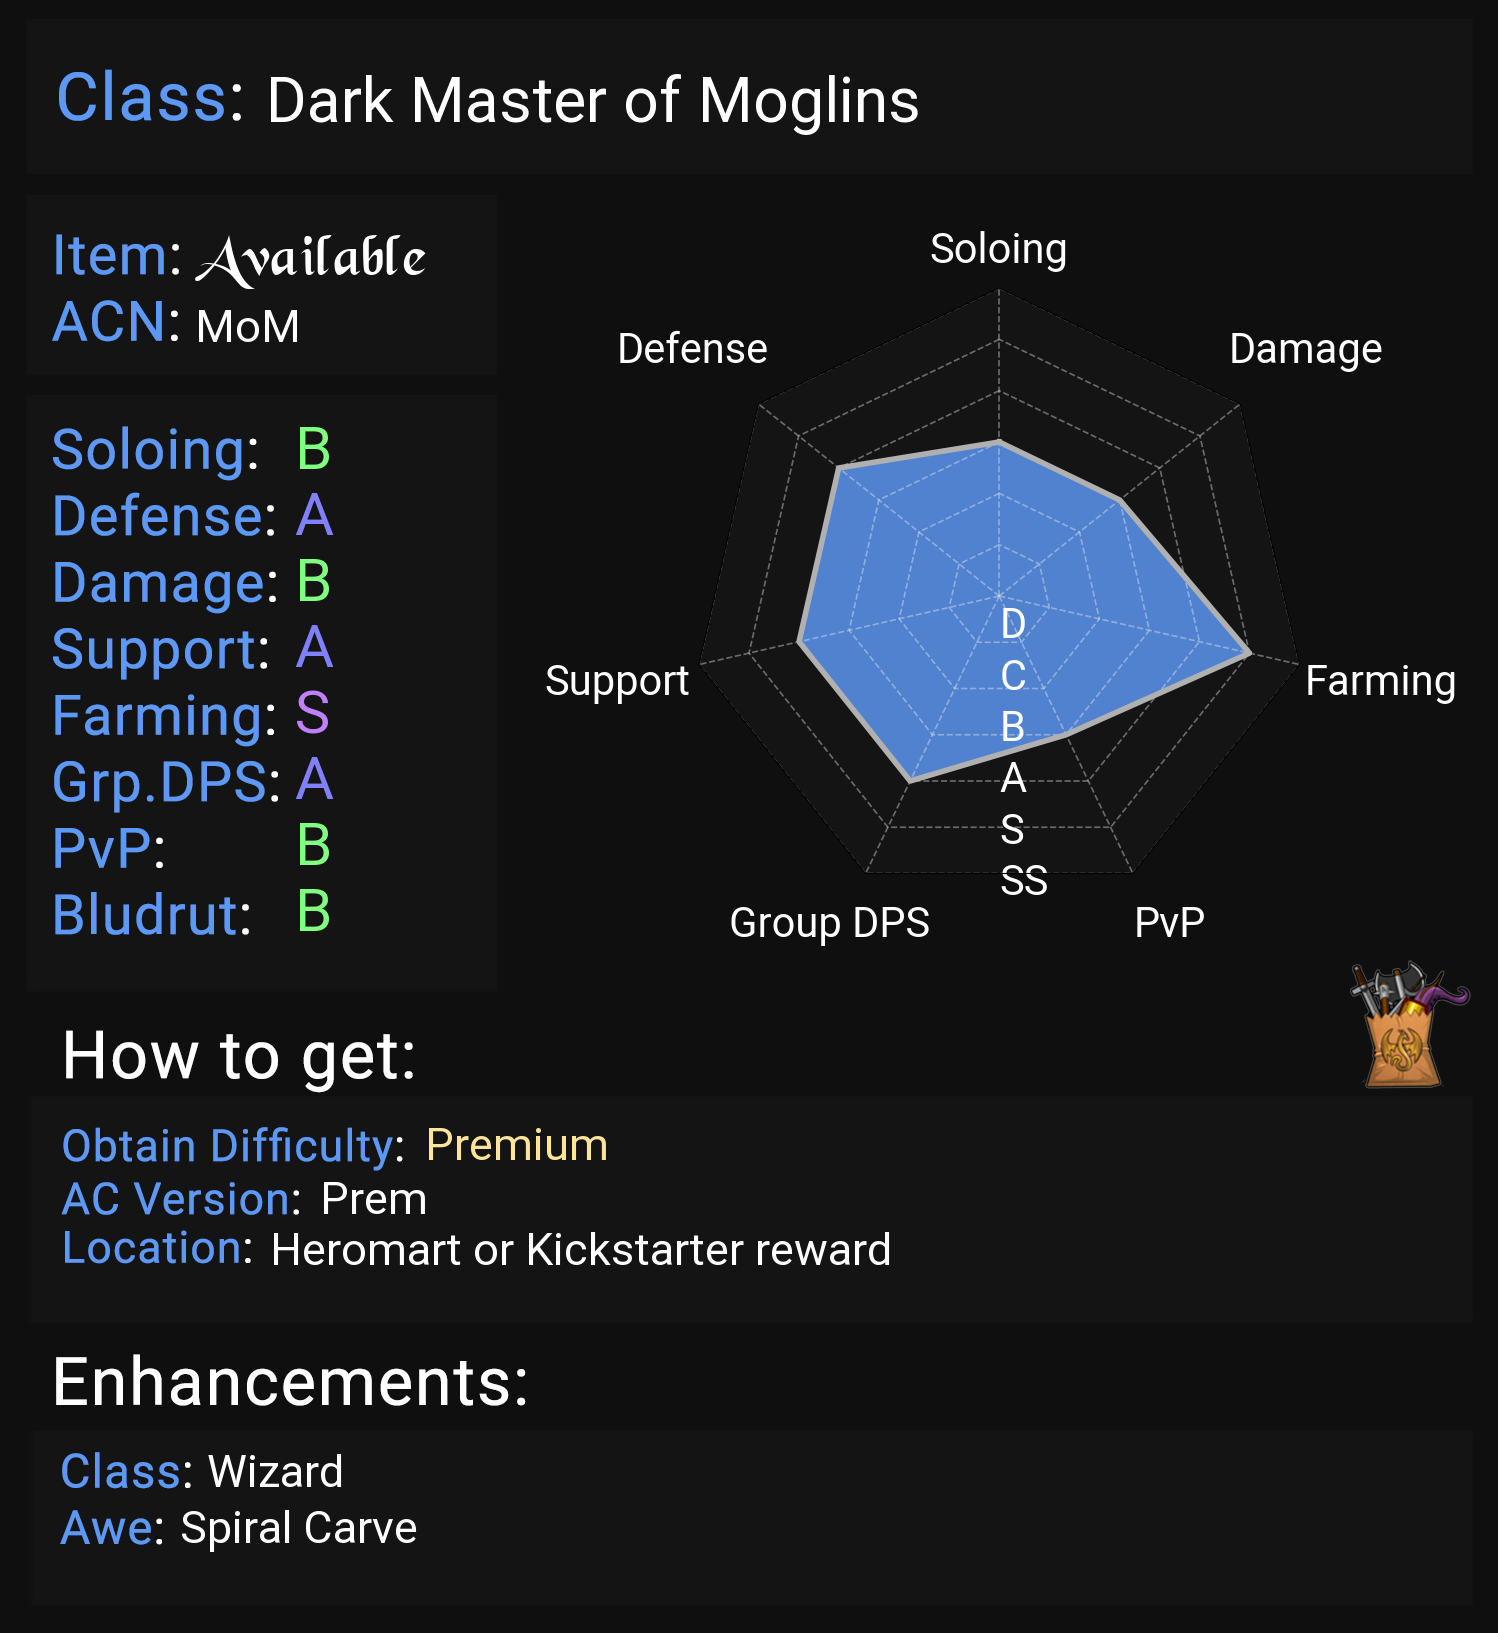 Class: Dark Master of Moglins
Item: Available
ACN: MoM
Soloing: B
Defense: A
Damage: B
Support: A
Farming: S
Grp.DPS: A
PvP: B
Bludrut: B
Soloing
Defense
Damage
Support
Farming
Group DPS
PvP
D
C
B
A
S
SS
How to get:
Obtain Difficulty: Premium
AC Version: Prem
Location: Heromart or Kickstarter reward
Enhancements:
Class: Wizard
Awe: Spiral Carve